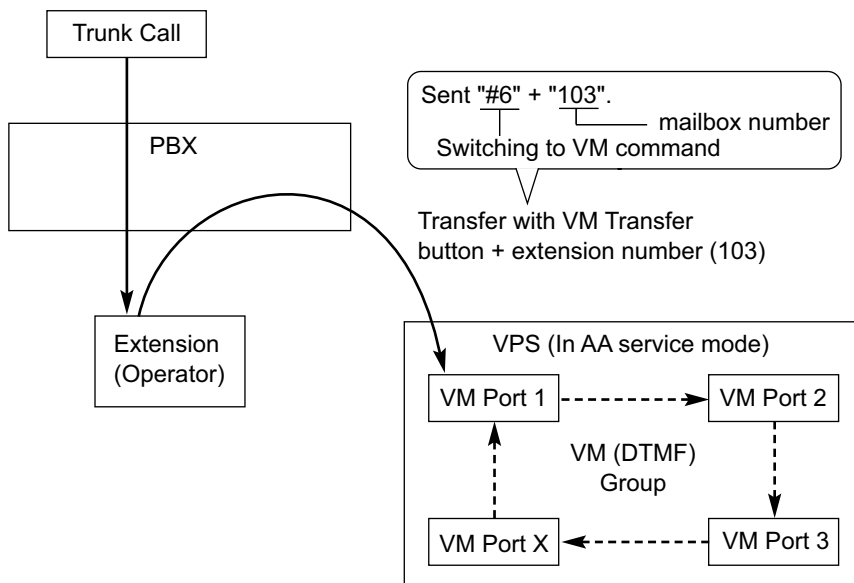 Trunk Call
PBX
Sent "#6" + "103".
mailbox number
Switching to VM command
Transfer with VM Transfer
button + extension number (103)
Extension
(Operator)
VPS (In AA service mode)
VM Port 1
VM Port 2
VM (DTMF)
Group
VM Port X
VM Port 3